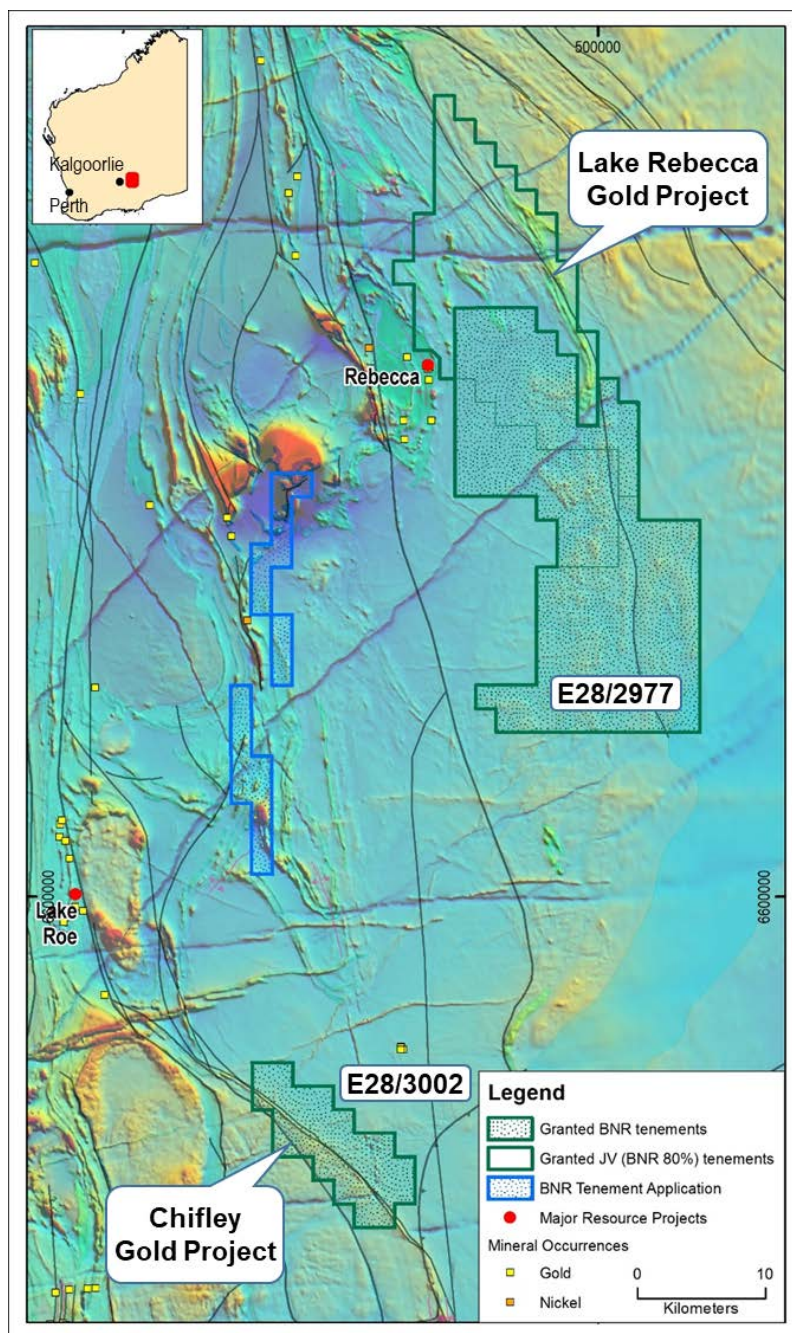 500000
Kalgoorlie
Perth
Lake Rebecca
Gold Project
Rebecca
E28/2977
6600000
6600000
Lake
Roe
E28/3002
Chifley
Gold Project
Legend
Granted BNR tenements
Granted JV (BNR 80%) tenements
BNR Tenement Application
Major Resource Projects
Mineral Occurrences
Gold
Nickel
0 10
Kilometers